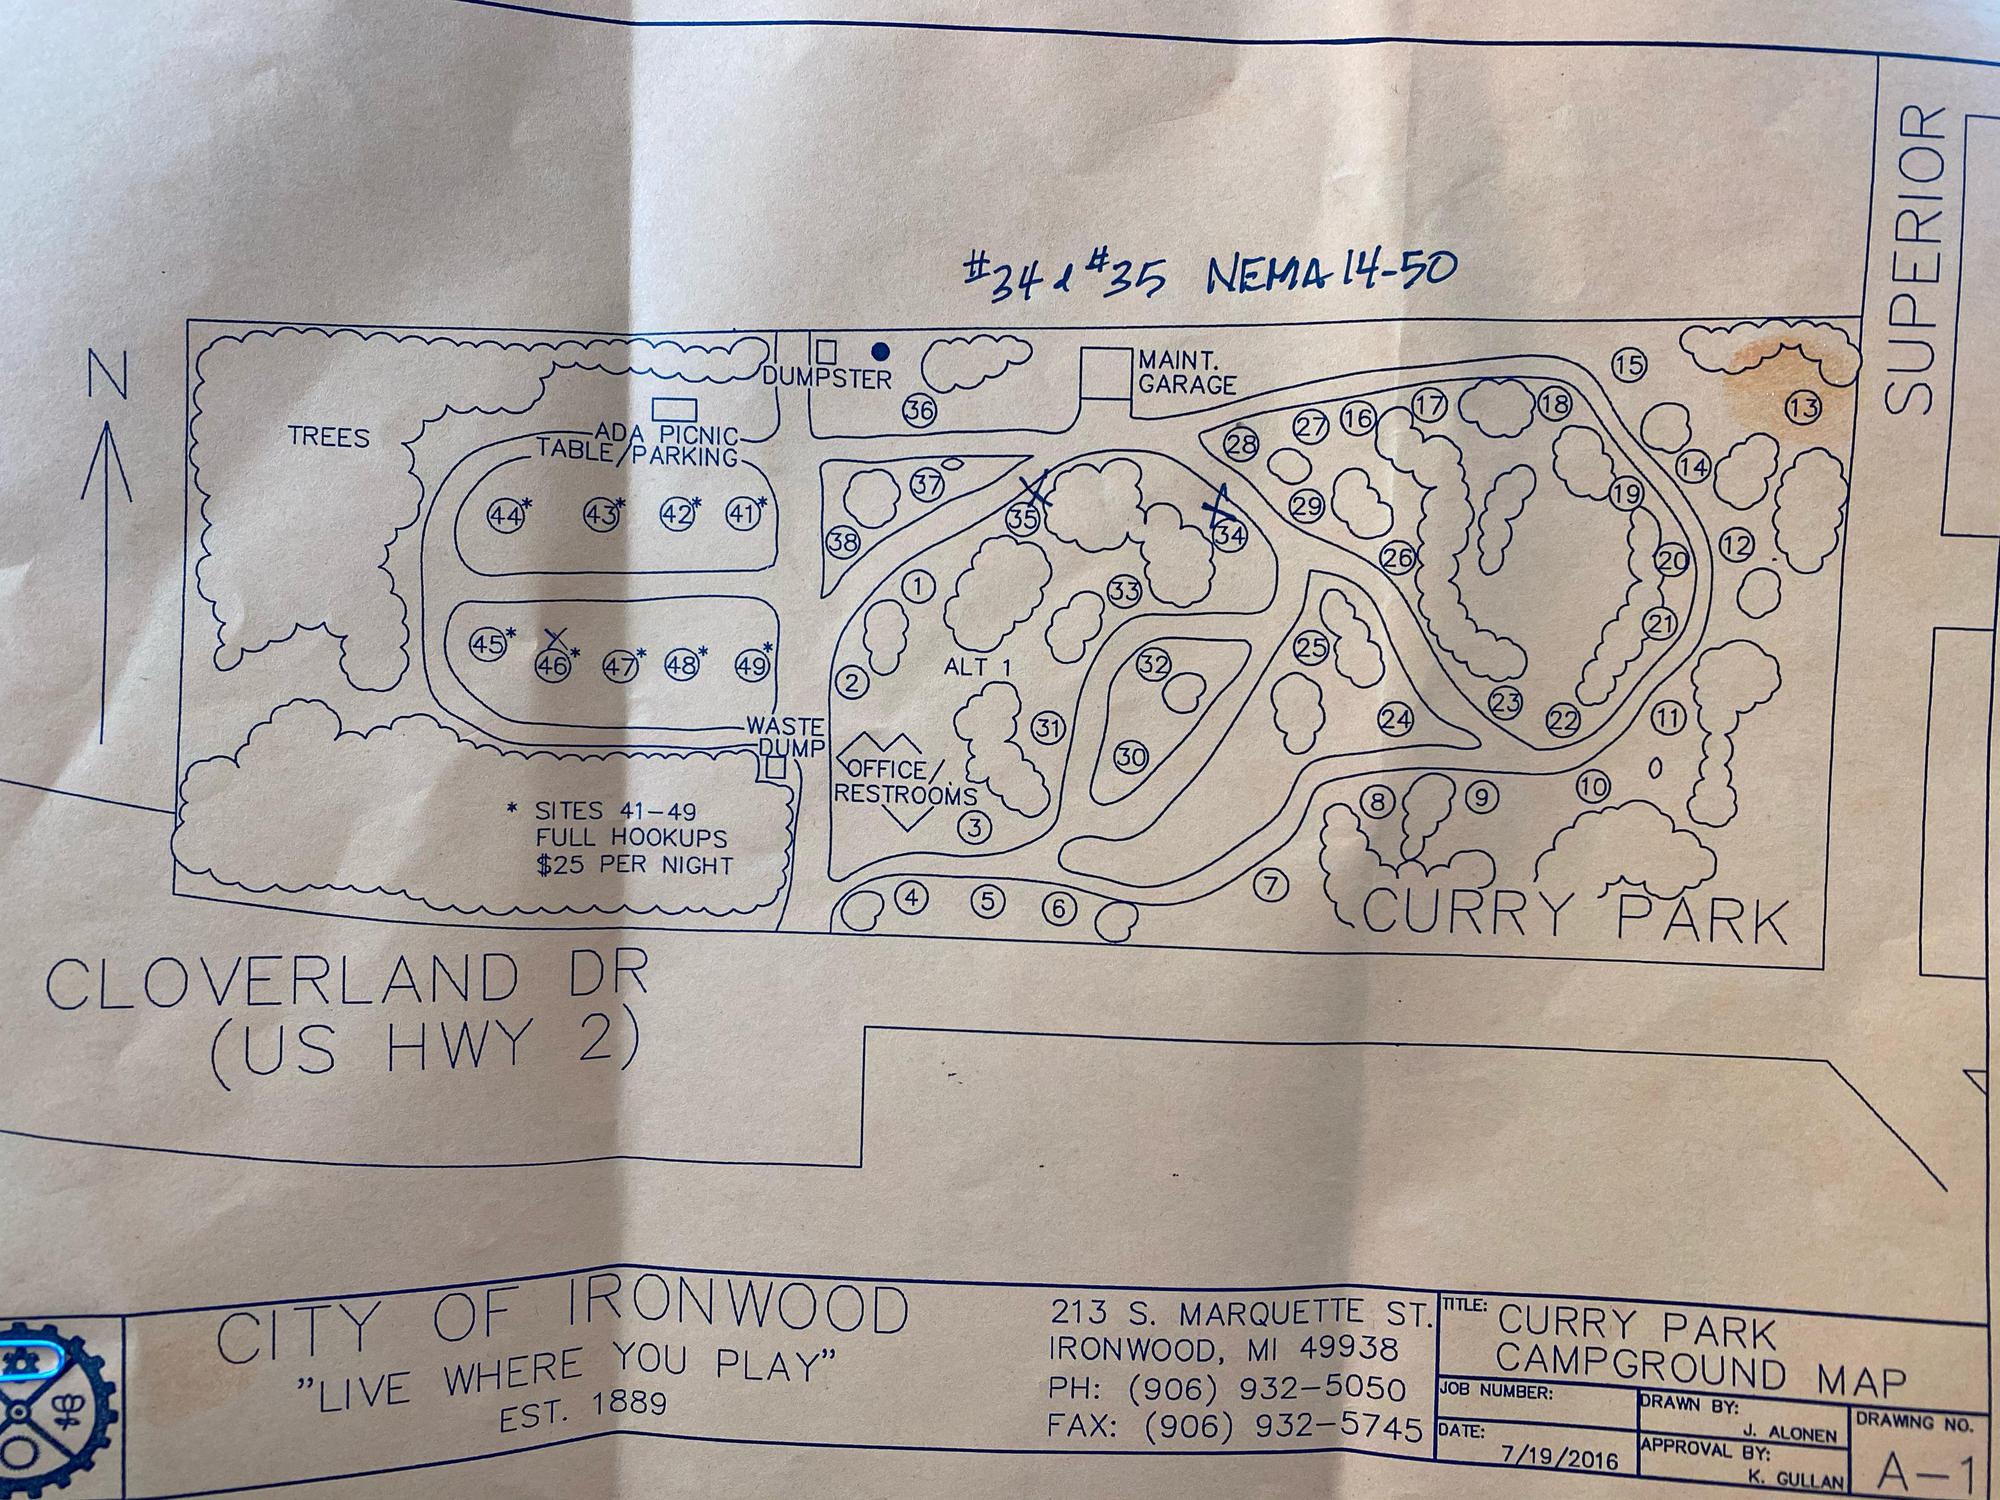 #34 & #35 NEMA 14-50
SUPERIOR
N
TREES
DUMPSTER
MAINT.
GARAGE
ADA PICNIC
TABLE/PARKING
15
13
36
28
27
16
17
18
14
44*
43*
42*
41*
37
38
35
34
29
19
26
20
12
1
33
21
45*
46*
47*
48*
49*
2
ALT 1
32
25
31
30
24
23
22
11
WASTE
DUMP
OFFICE/
RESTROOMS
3
8
9
10
* SITES 41-49
FULL HOOKUPS
$25 PER NIGHT
4
5
6
7
CURRY PARK
CLOVERLAND DR
(US HWY 2)
CITY OF IRONWOOD
"LIVE WHERE YOU PLAY"
EST. 1889
213 S. MARQUETTE ST.
IRONWOOD, MI 49938
PH: (906) 932-5050
FAX: (906) 932-5745
TITLE: CURRY PARK
CAMPGROUND MAP
JOB NUMBER:
DATE:
7/19/2016
DRAWN BY:
J. ALONEN
APPROVAL BY:
K. GULLAN
DRAWING NO.
A-1